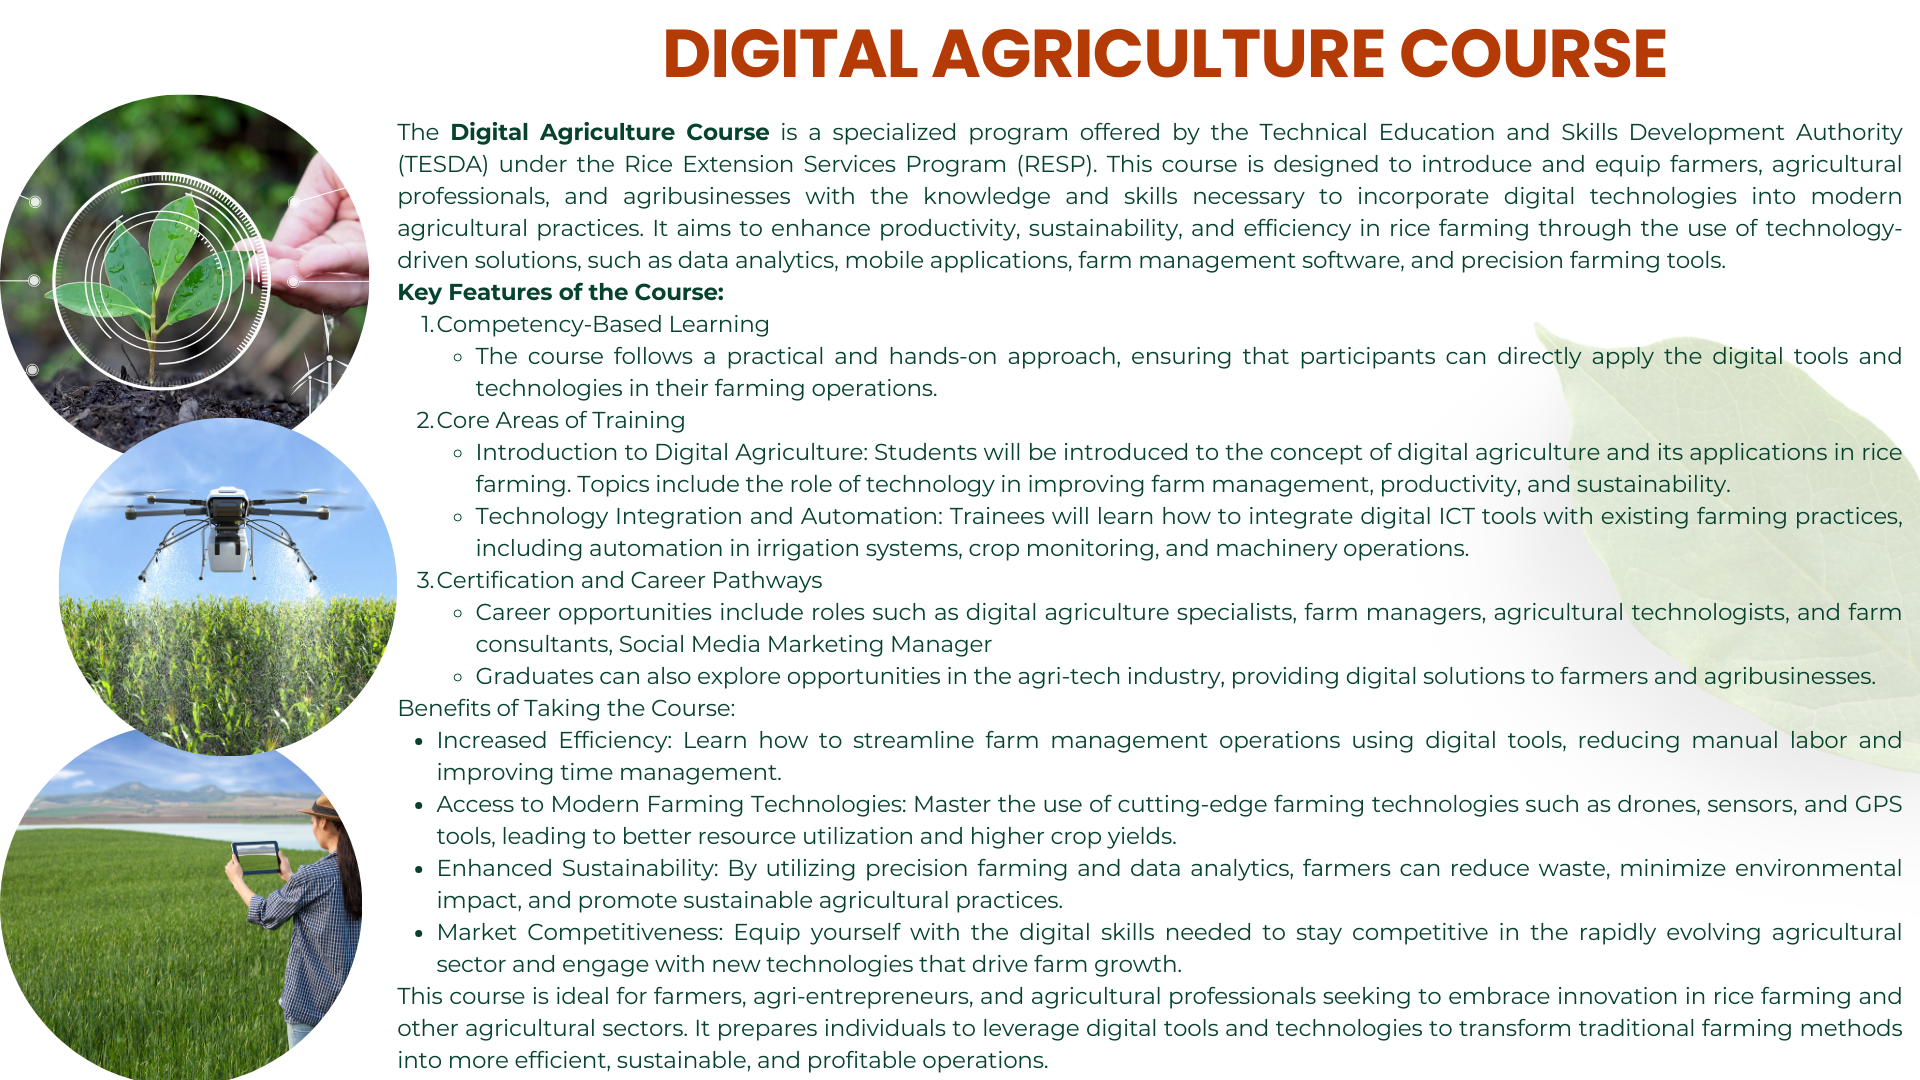 DIGITAL AGRICULTURE COURSE
The Digital Agriculture Course is a specialized program offered by the Technical Education and Skills Development Authority
(TESDA) under the Rice Extension Services Program (RESP). This course is designed to introduce and equip farmers, agricultural
professionals, and agribusinesses with the knowledge and skills necessary to incorporate digital technologies into modern
agricultural practices. It aims to enhance productivity, sustainability, and efficiency in rice farming through the use of technology-
driven solutions, such as data analytics, mobile applications, farm management software, and precision farming tools.
Key Features of the Course:
1. Competency-Based Learning
◦ The course follows a practical and hands-on approach, ensuring that participants can directly apply the digital tools and
technologies in their farming operations.
2. Core Areas of Training
◦ Introduction to Digital Agriculture: Students will be introduced to the concept of digital agriculture and its applications in rice
farming. Topics include the role of technology in improving farm management, productivity, and sustainability.
◦ Technology Integration and Automation: Trainees will learn how to integrate digital ICT tools with existing farming practices,
including automation in irrigation systems, crop monitoring, and machinery operations.
3. Certification and Career Pathways
◦ Career opportunities include roles such as digital agriculture specialists, farm managers, agricultural technologists, and farm
consultants, Social Media Marketing Manager
◦ Graduates can also explore opportunities in the agri-tech industry, providing digital solutions to farmers and agribusinesses.
Benefits of Taking the Course:
• Increased Efficiency: Learn how to streamline farm management operations using digital tools, reducing manual labor and
improving time management.
• Access to Modern Farming Technologies: Master the use of cutting-edge farming technologies such as drones, sensors, and GPS
tools, leading to better resource utilization and higher crop yields.
• Enhanced Sustainability: By utilizing precision farming and data analytics, farmers can reduce waste, minimize environmental
impact, and promote sustainable agricultural practices.
• Market Competitiveness: Equip yourself with the digital skills needed to stay competitive in the rapidly evolving agricultural
sector and engage with new technologies that drive farm growth.
This course is ideal for farmers, agri-entrepreneurs, and agricultural professionals seeking to embrace innovation in rice farming and
other agricultural sectors. It prepares individuals to leverage digital tools and technologies to transform traditional farming methods
into more efficient, sustainable, and profitable operations.